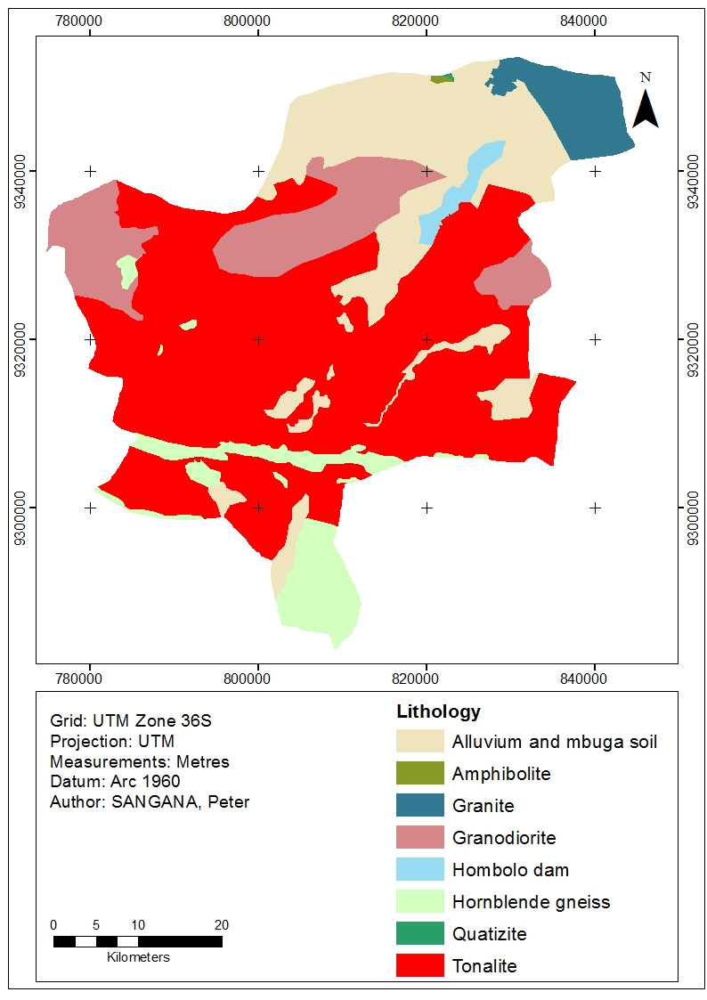 780000 800000 820000 840000
N
9340000 9340000
9320000 9320000
9300000 9300000
780000 800000 820000 840000
Grid: UTM Zone 36S
Projection: UTM
Measurements: Metres
Datum: Arc 1960
Author: SANGANA, Peter
0 5 10 20
Kilometers
Lithology
Alluvium and mbuga soil
Amphibolite
Granite
Granodiorite
Hombolo dam
Hornblende gneiss
Quatizite
Tonalite